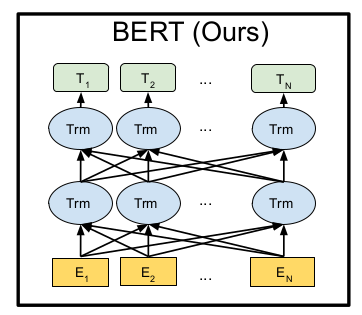 BERT (Ours)
T1 T2 ... TN
Trm Trm ... Trm
Trm Trm ... Trm
E1 E2 ... EN